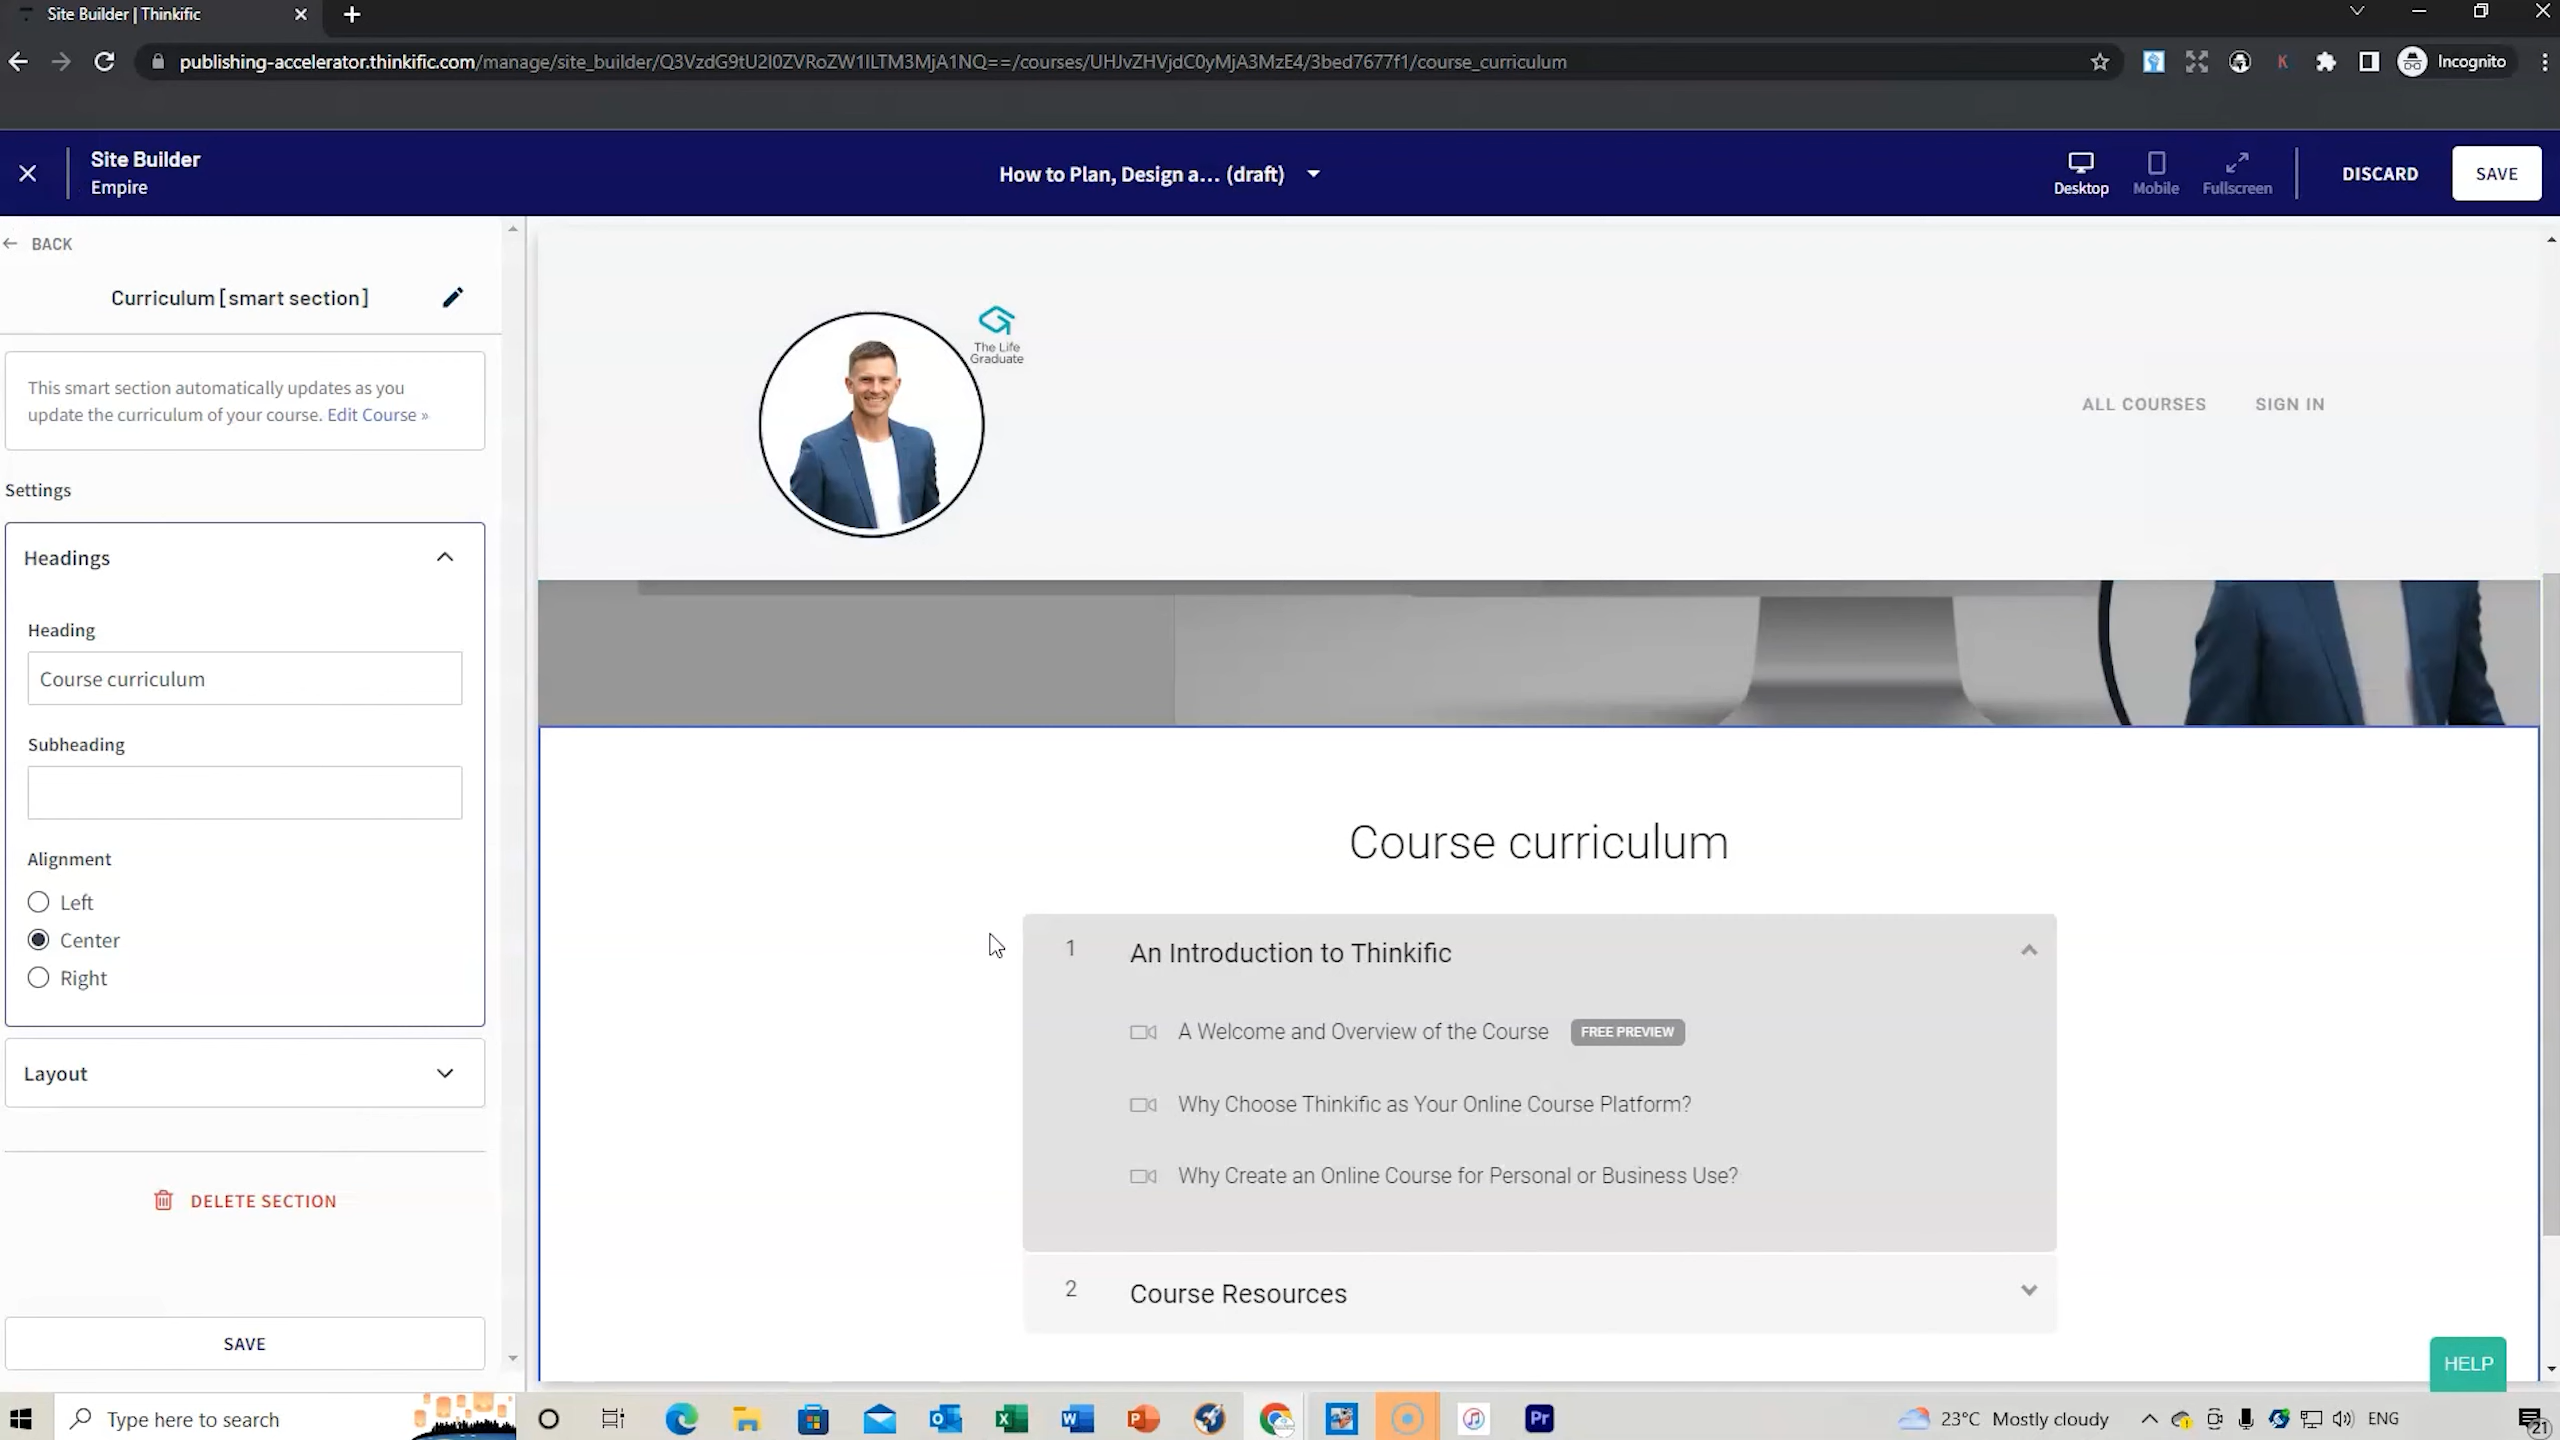 Site Builder | Thinkific
publishing-accelerator.thinkific.com/manage/site_builder/Q3VzdG9tU2l0ZVRoZW1lLTM3MjA1NQ==/courses/UHJvZHVjdC0yMjA3MzE4/3bed7677f1/course_curriculum
K
Incognito
Site Builder
Empire
How to Plan, Design a... (draft)
Desktop
Mobile
Fullscreen
DISCARD
SAVE
BACK
Curriculum [smart section]
This smart section automatically updates as you
update the curriculum of your course. Edit Course »
Settings
Headings
Heading
Course curriculum
Subheading
Alignment
Left
Center
Right
Layout
DELETE SECTION
SAVE
The Life
Graduate
ALL COURSES
SIGN IN
Course curriculum
1 An Introduction to Thinkific
A Welcome and Overview of the Course FREE PREVIEW
Why Choose Thinkific as Your Online Course Platform?
Why Create an Online Course for Personal or Business Use?
2 Course Resources
HELP
Type here to search
Pr
23°C Mostly cloudy
ENG
21